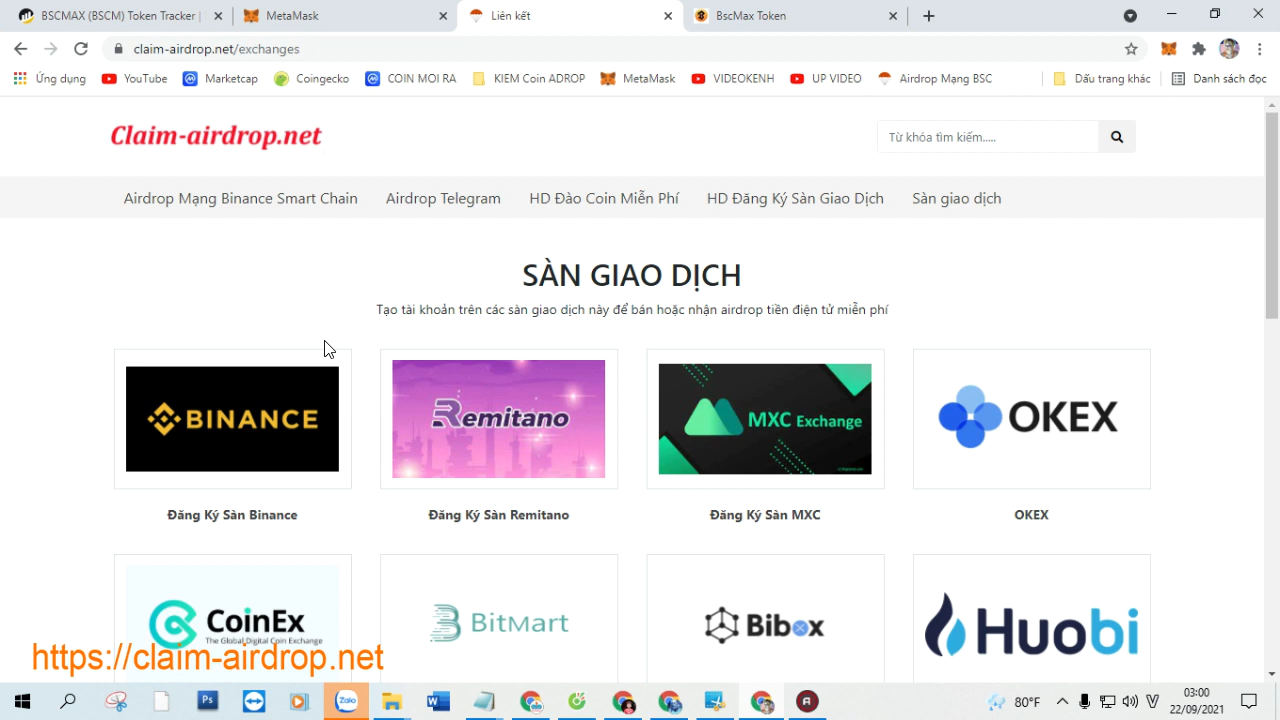 BSCMAX (BSCM) Token Tracker |
MetaMask
Liên kết
BscMax Token
claim-airdrop.net/exchanges
Ứng dụng
YouTube
Marketcap
Coingecko
COIN MOI RA
KIEM Coin ADROP
MetaMask
VIDEOKENH
UP VIDEO
Airdrop Mạng BSC
Dấu trang khác
Danh sách đọc
Claim-airdrop.net
Từ khóa tìm kiếm.....
Airdrop Mạng Binance Smart Chain
Airdrop Telegram
HD Đào Coin Miễn Phí
HD Đăng Ký Sàn Giao Dịch
Sàn giao dịch
SÀN GIAO DỊCH
Tạo tài khoản trên các sàn giao dịch này để bán hoặc nhận airdrop tiền điện tử miễn phí
BINANCE
Remitano
MXC Exchange
OKEX
Đăng Ký Sàn Binance
Đăng Ký Sàn Remitano
Đăng Ký Sàn MXC
OKEX
CoinEx
The Global Digital Coin Exchange
BitMart
Bibox
Huobi
https://claim-airdrop.net
Ps
Zalo
80°F
03:00
22/09/2021